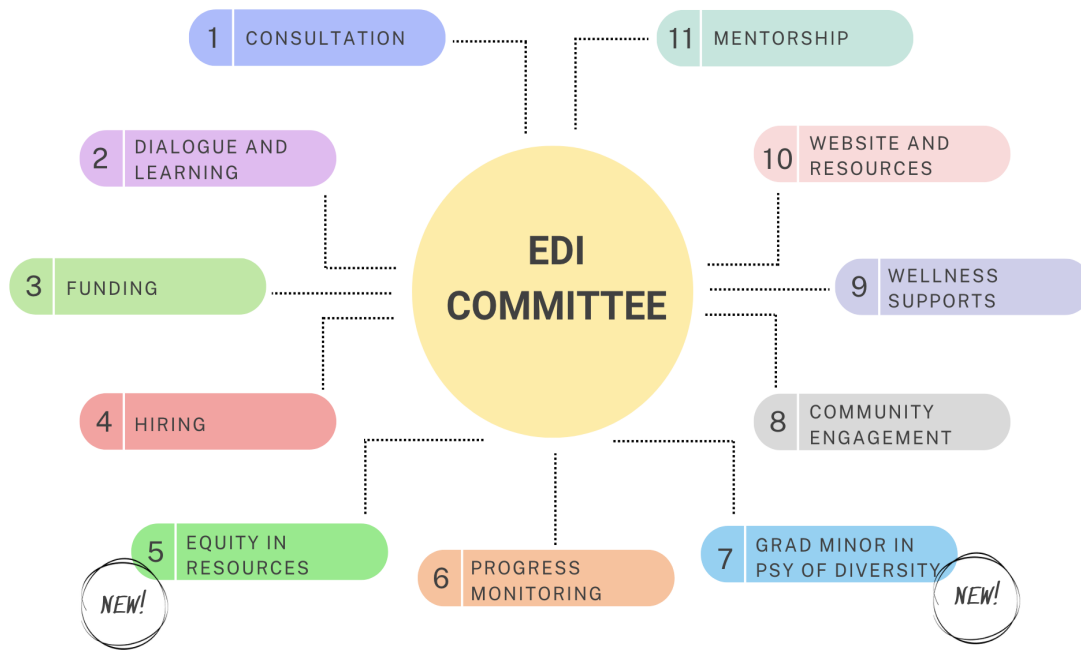 1 CONSULTATION
11 MENTORSHIP
2 DIALOGUE AND
LEARNING
10 WEBSITE AND
RESOURCES
EDI
COMMITTEE
3 FUNDING
9 WELLNESS
SUPPORTS
4 HIRING
8 COMMUNITY
ENGAGEMENT
5 EQUITY IN
RESOURCES
NEW!
6 PROGRESS
MONITORING
7 GRAD MINOR IN
PSY OF DIVERSITY
NEW!